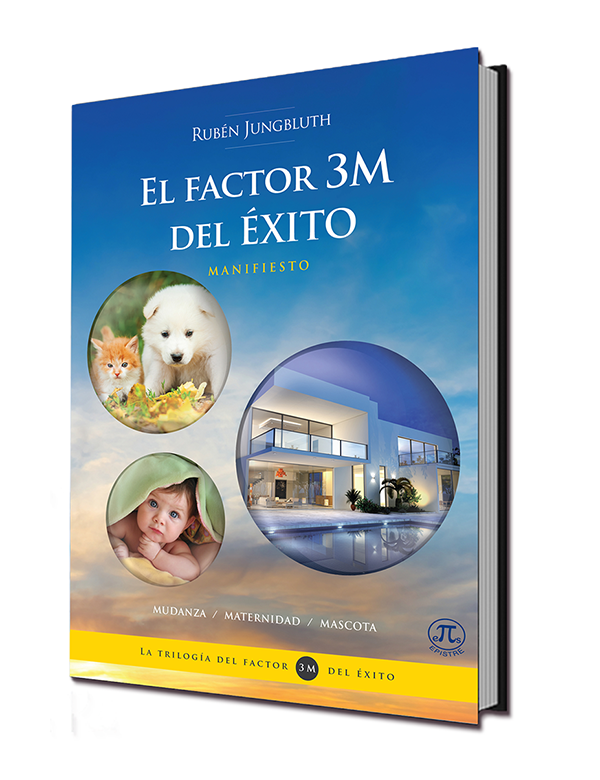 RUBÉN JUNGBLUTH
EL FACTOR 3M
DEL ÉXITO
MANIFIESTO
MUDANZA / MATERNIDAD / MASCOTA
eπs
EPISTRE
LA TRILOGÍA DEL FACTOR 3M DEL ÉXITO